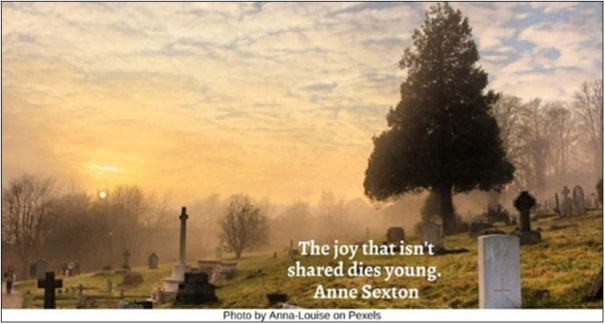 The joy that isn't
shared dies young.
Anne Sexton
Photo by Anna-Louise on Pexels